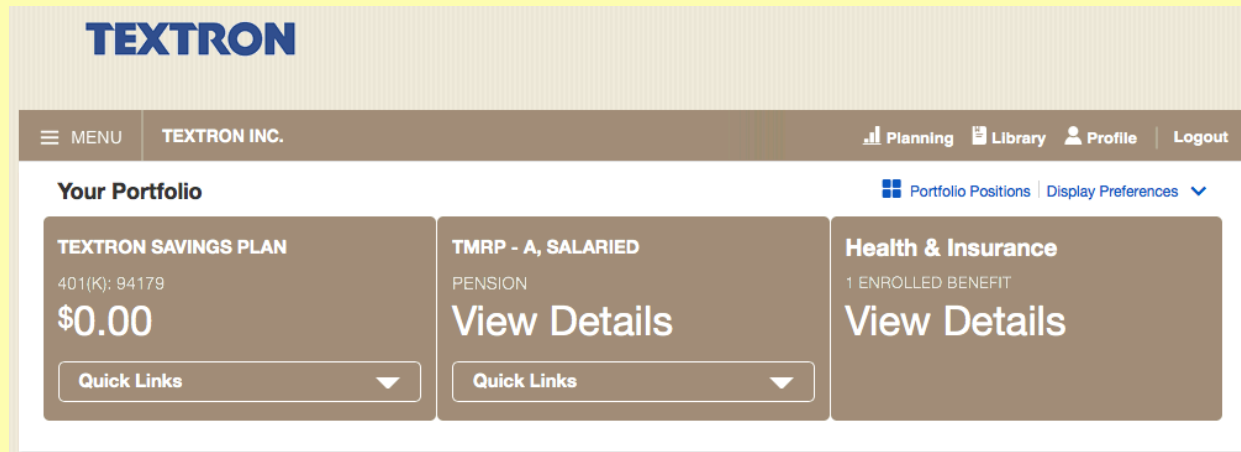 TEXTRON
MENU TEXTRON INC. Planning Library Profile Logout
Your Portfolio Portfolio Positions Display Preferences
TEXTRON SAVINGS PLAN
401(K): 94179
$0.00
Quick Links
TMRP - A, SALARIED
PENSION
View Details
Quick Links
Health & Insurance
1 ENROLLED BENEFIT
View Details